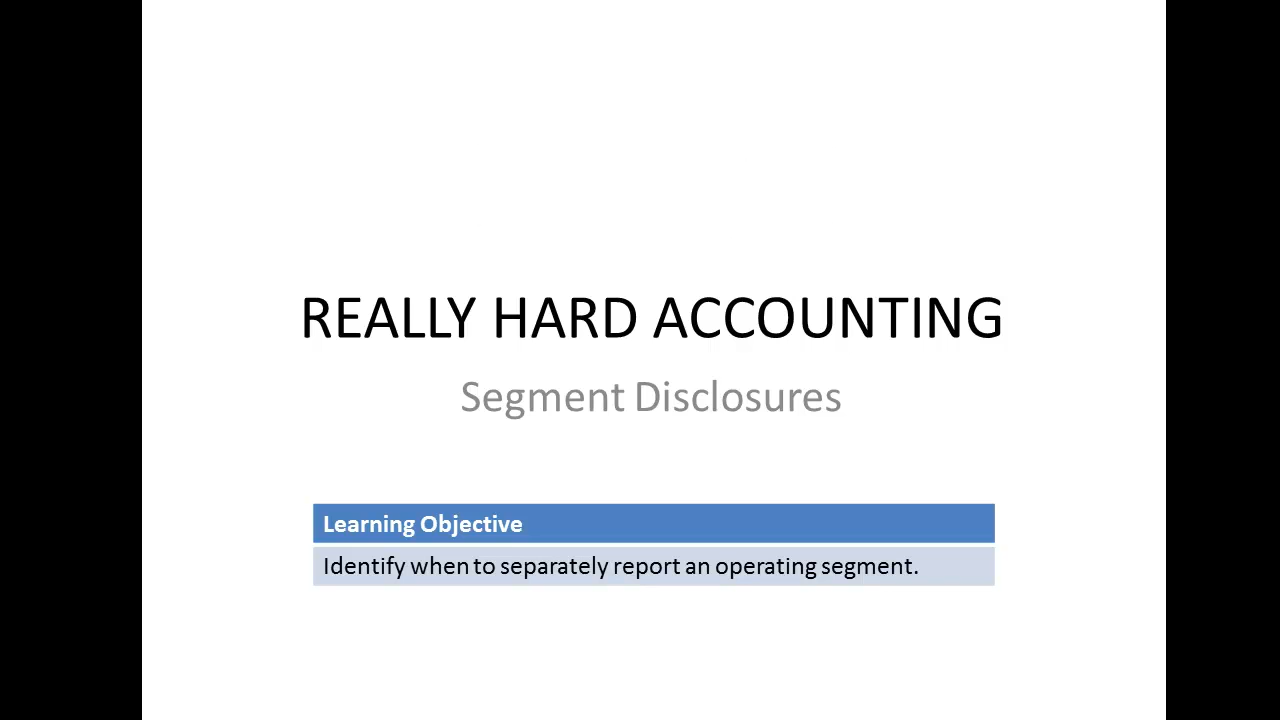 REALLY HARD ACCOUNTING
Segment Disclosures
Learning Objective
Identify when to separately report an operating segment.